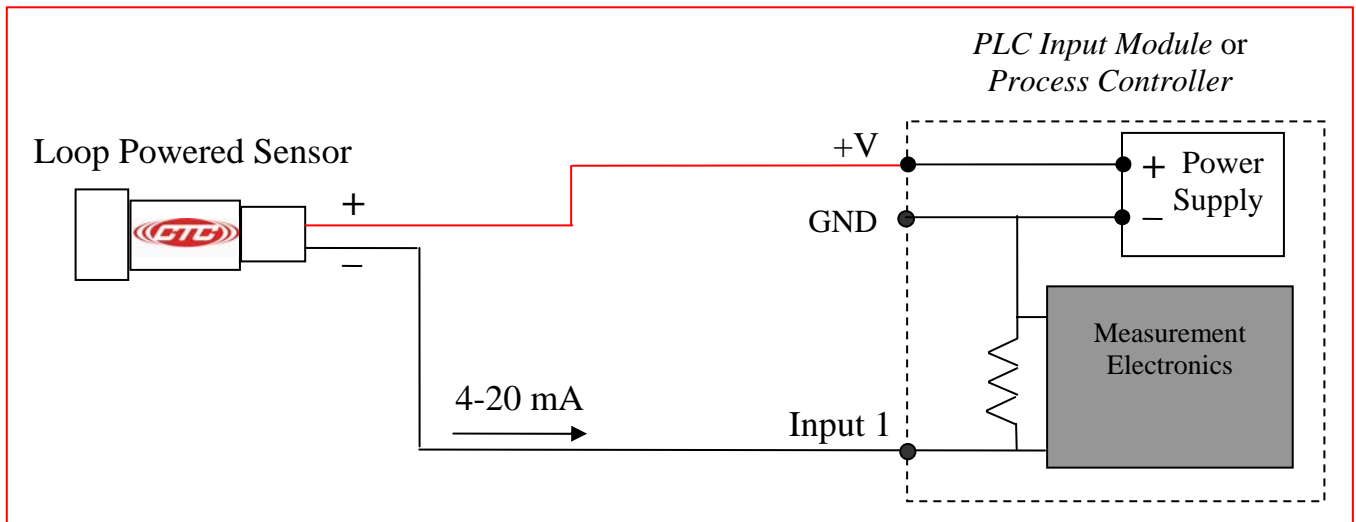 PLC Input Module or
Process Controller
Loop Powered Sensor
+V
+
+ Power
Supply
CTC
GND
−
−
Measurement
Electronics
4-20 mA
Input 1